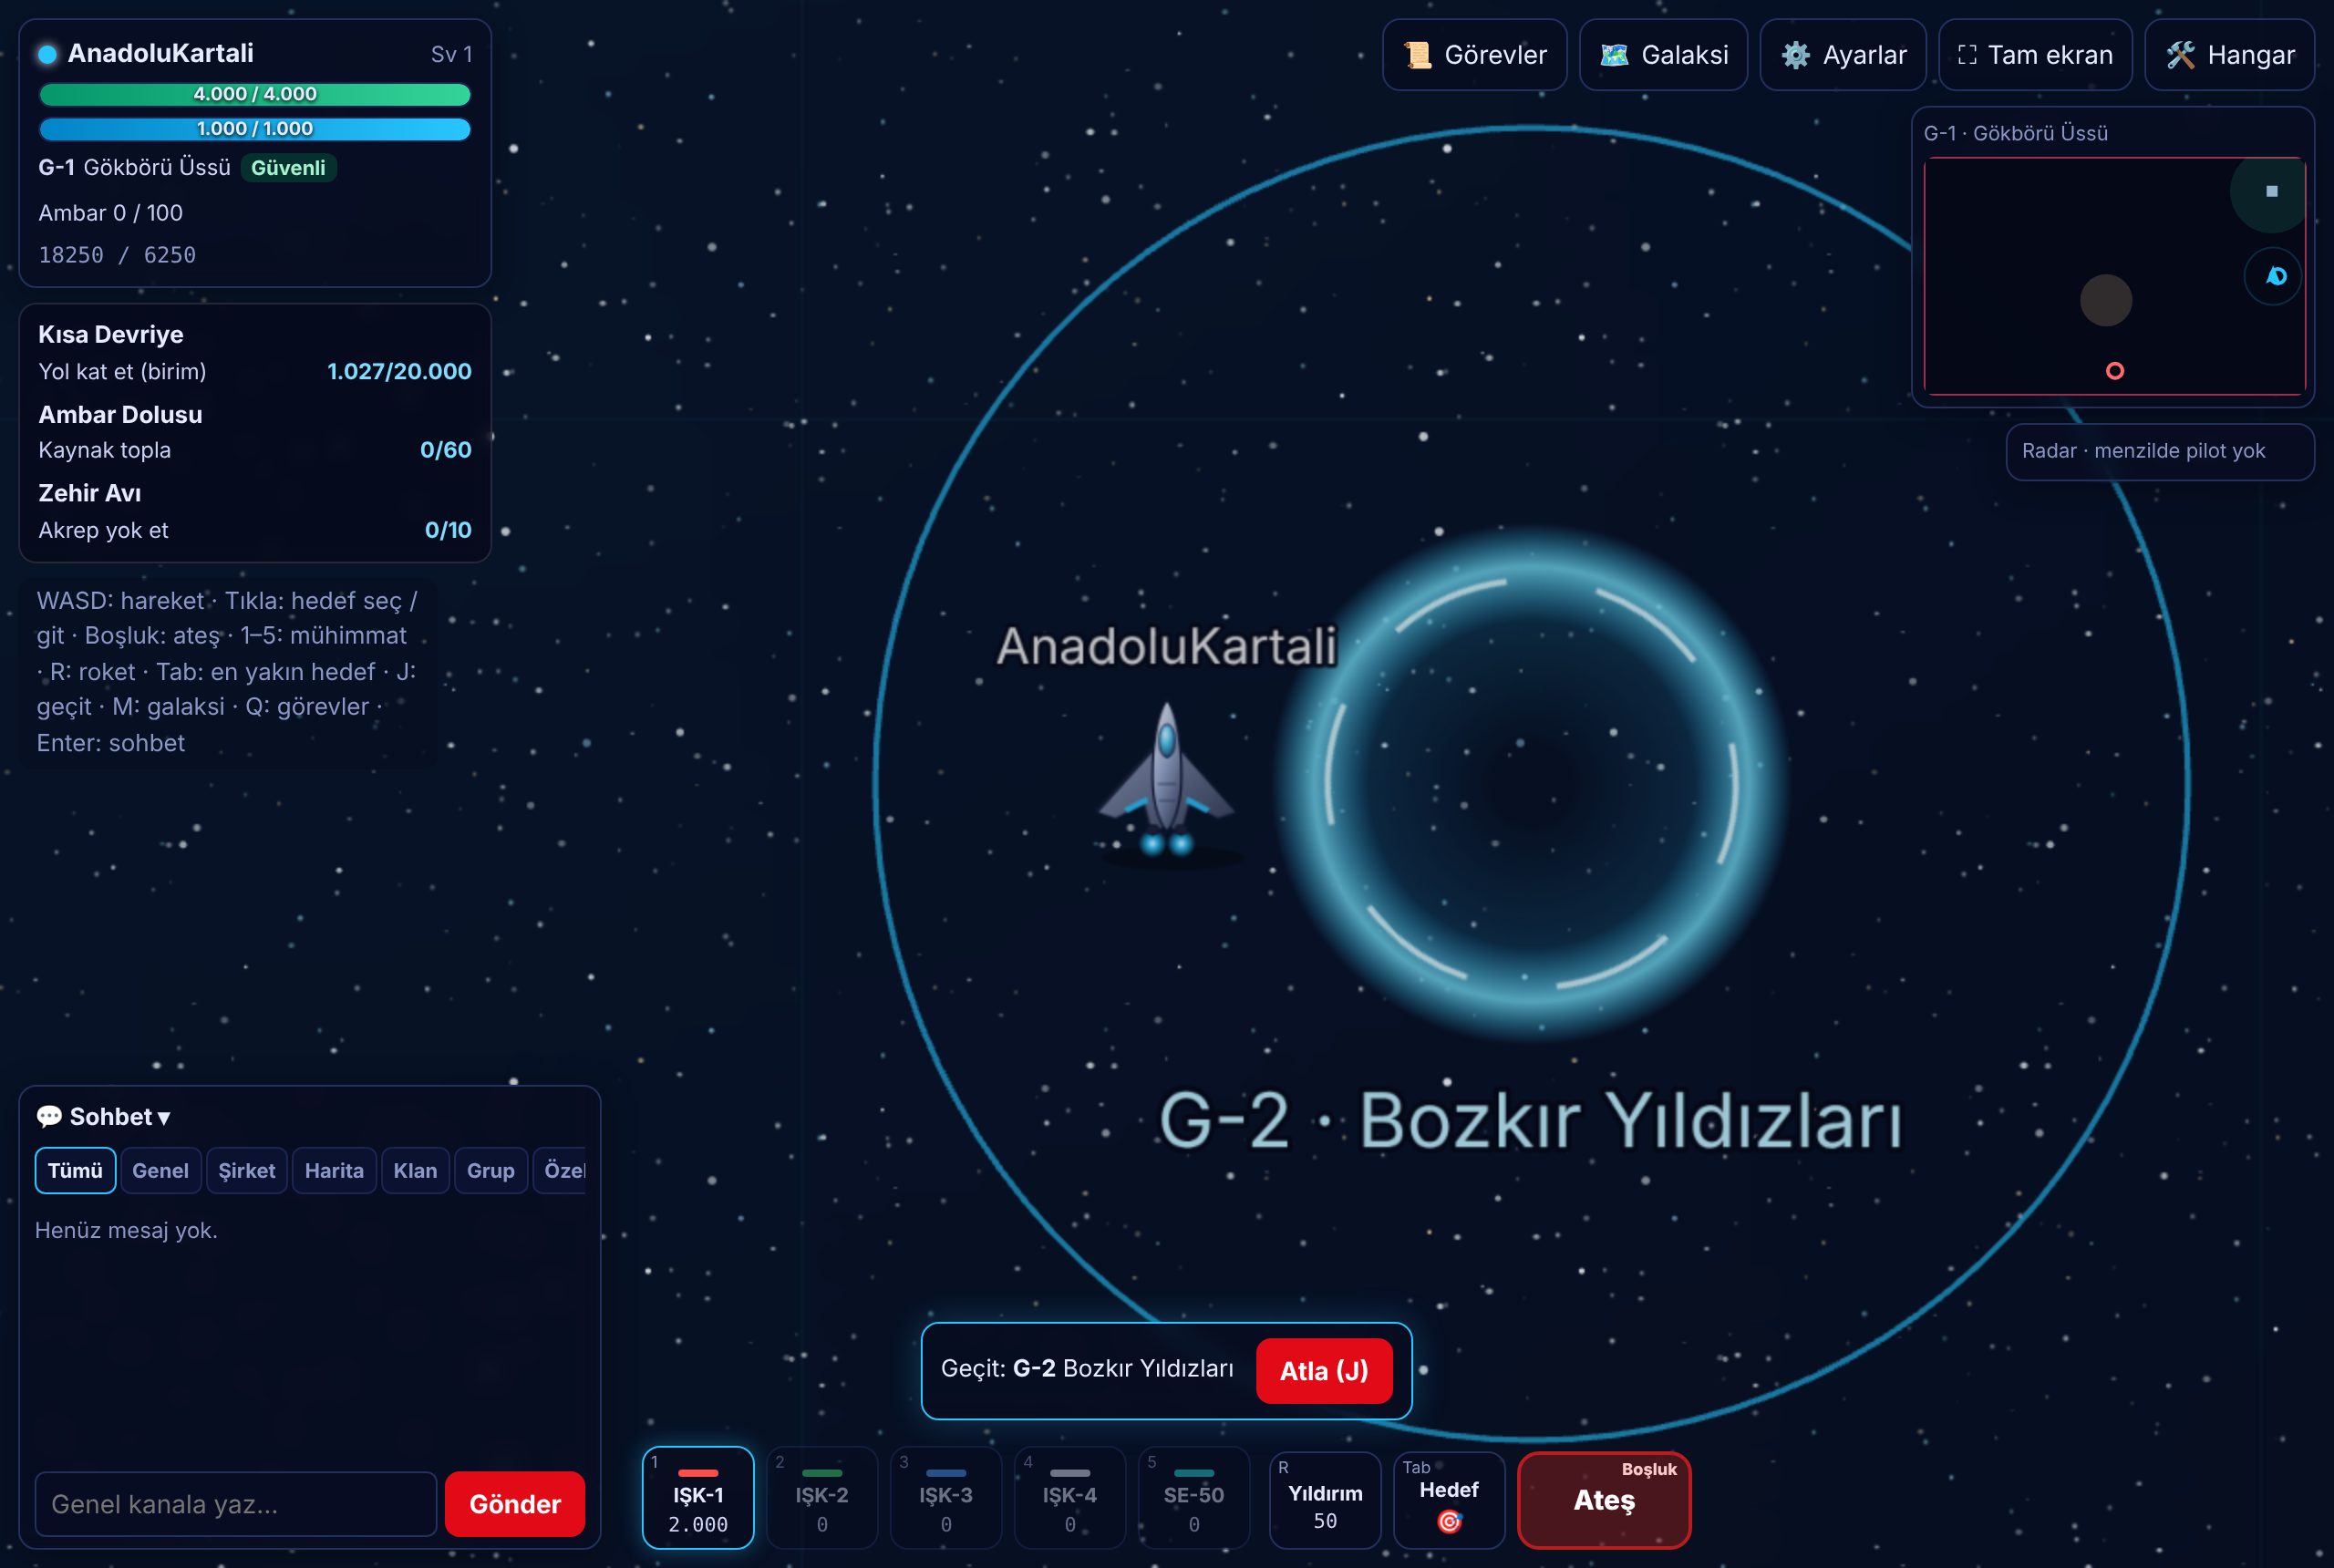 AnadoluKartali Sv 1
4.000 / 4.000
1.000 / 1.000
G-1 Gökbörü Üssü Güvenli
Ambar 0 / 100
18250 / 6250
Kısa Devriye
Yol kat et (birim) 1.027/20.000
Ambar Dolusu
Kaynak topla 0/60
Zehir Avı
Akrep yok et 0/10
WASD: hareket · Tıkla: hedef seç /
git · Boşluk: ateş · 1–5: mühimmat
· R: roket · Tab: en yakın hedef · J:
geçit · M: galaksi · Q: görevler ·
Enter: sohbet
Görevler
Galaksi
Ayarlar
Tam ekran
Hangar
G-1 · Gökbörü Üssü
Radar · menzilde pilot yok
AnadoluKartali
G-2 · Bozkır Yıldızları
Geçit: G-2 Bozkır Yıldızları Atla (J)
Sohbet ▾
Tümü Genel Şirket Harita Klan Grup Özel
Henüz mesaj yok.
Genel kanala yaz... Gönder
1 IŞK-1 2.000
2 IŞK-2 0
3 IŞK-3 0
4 IŞK-4 0
5 SE-50 0
R Yıldırım 50
Tab Hedef
Boşluk Ateş